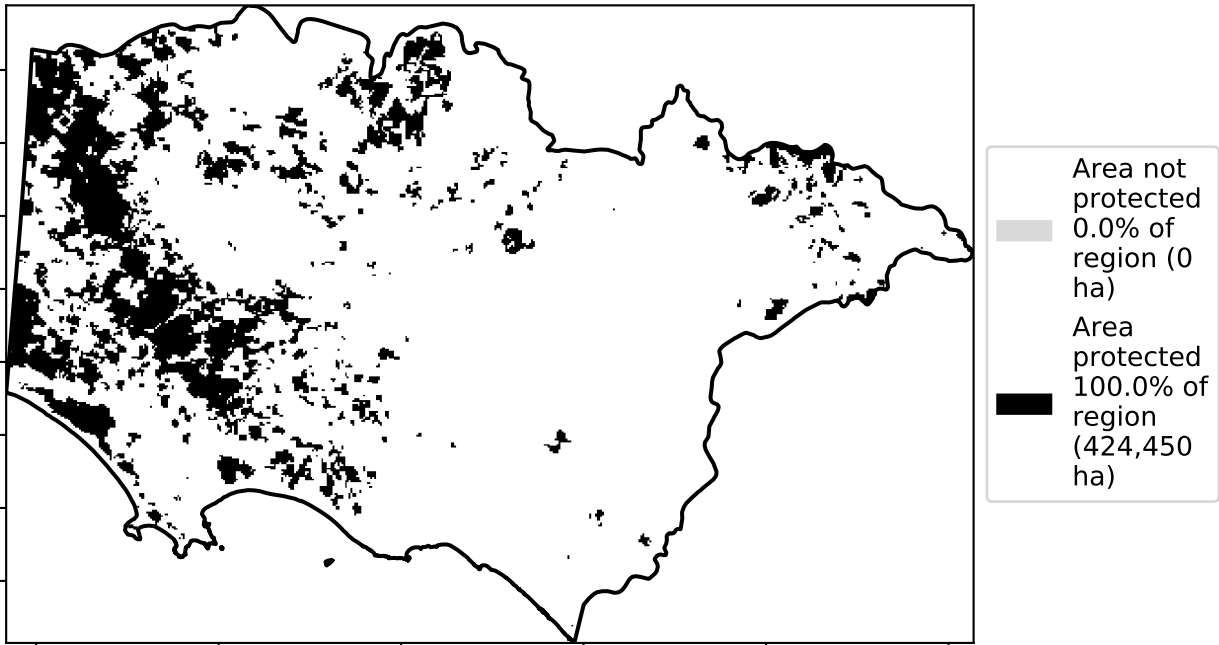 Area not
protected
0.0% of
region (0
ha)
Area
protected
100.0% of
region
(424,450
ha)